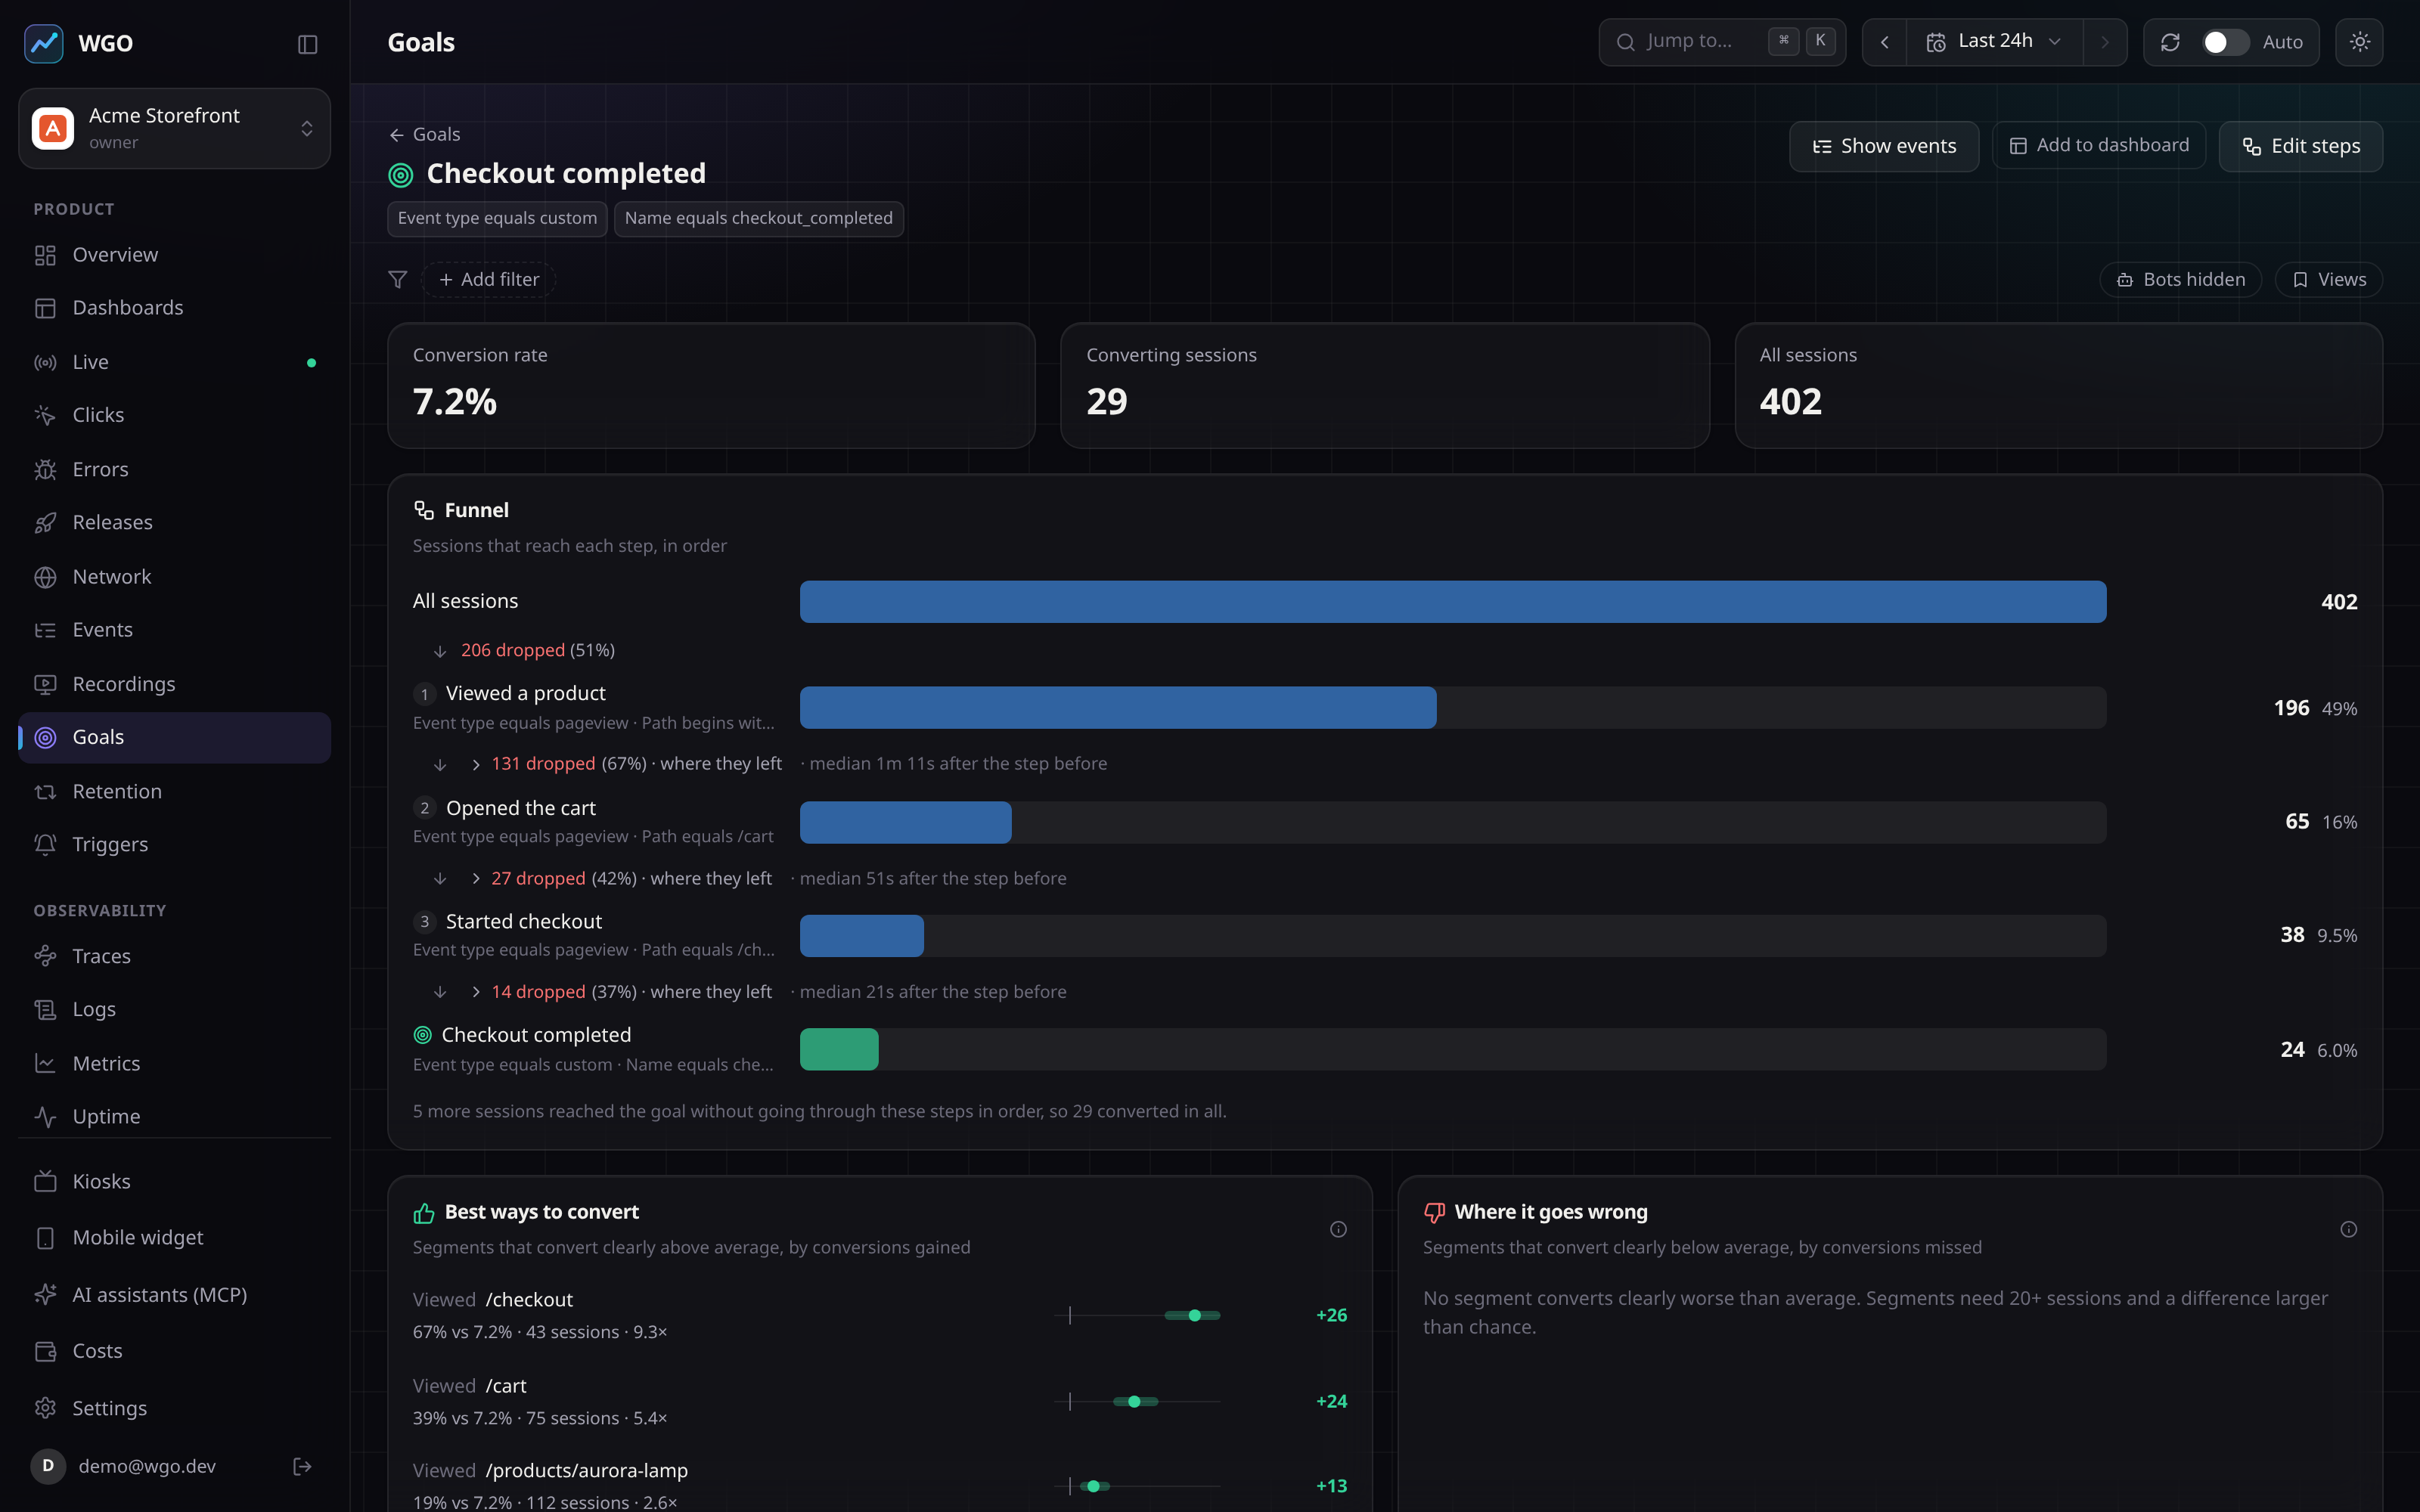 WGO
Goals
Jump to...
⌘ K
Last 24h
Auto
Acme Storefront
owner
PRODUCT
Overview
Dashboards
Live
Clicks
Errors
Releases
Network
Events
Recordings
Goals
Retention
Triggers
OBSERVABILITY
Traces
Logs
Metrics
Uptime
Kiosks
Mobile widget
AI assistants (MCP)
Costs
Settings
D demo@wgo.dev
Goals
Checkout completed
Event type equals custom Name equals checkout_completed
Show events Add to dashboard Edit steps
Add filter
Bots hidden Views
Conversion rate
7.2%
Converting sessions
29
All sessions
402
Funnel
Sessions that reach each step, in order
All sessions 402
206 dropped (51%)
1 Viewed a product 196 49%
Event type equals pageview · Path begins wit...
131 dropped (67%) · where they left · median 1m 11s after the step before
2 Opened the cart 65 16%
Event type equals pageview · Path equals /cart
27 dropped (42%) · where they left · median 51s after the step before
3 Started checkout 38 9.5%
Event type equals pageview · Path equals /ch...
14 dropped (37%) · where they left · median 21s after the step before
Checkout completed 24 6.0%
Event type equals custom · Name equals che...
5 more sessions reached the goal without going through these steps in order, so 29 converted in all.
Best ways to convert
Segments that convert clearly above average, by conversions gained
Viewed /checkout
67% vs 7.2% · 43 sessions · 9.3×
+26
Viewed /cart
39% vs 7.2% · 75 sessions · 5.4×
+24
Viewed /products/aurora-lamp
19% vs 7.2% · 112 sessions · 2.6×
+13
Where it goes wrong
Segments that convert clearly below average, by conversions missed
No segment converts clearly worse than average. Segments need 20+ sessions and a difference larger
than chance.